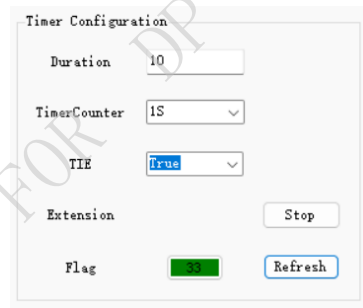 Timer Configuration
Duration 10
TimerCounter 1S
TIE True
Extension Stop
Flag 33 Refresh
FOR DP